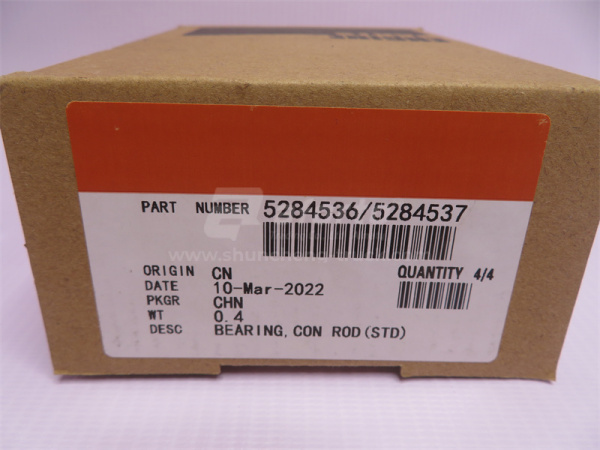 PART NUMBER 5284536/5284537
ORIGIN CN QUANTITY 4/4
DATE 10-Mar-2022
PKGR CHN
WT 0.4
DESC BEARING,CON ROD(STD)